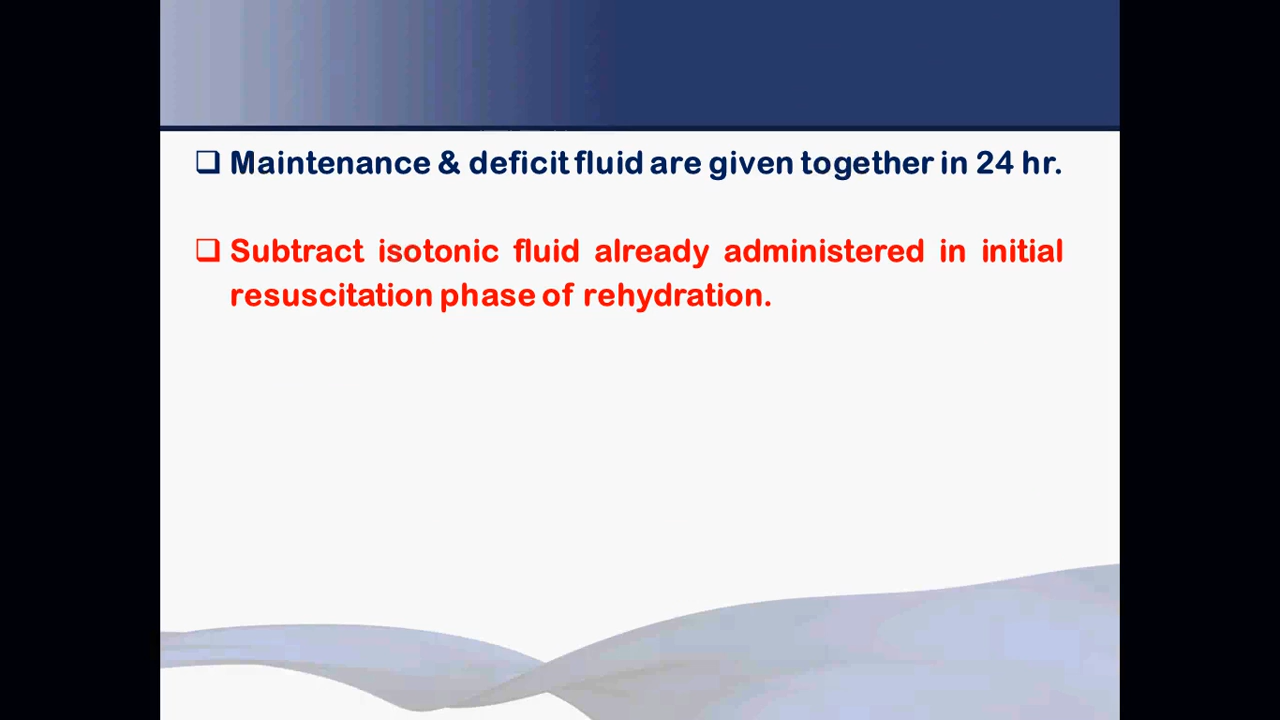 ❑ Maintenance & deficit fluid are given together in 24 hr.
❑ Subtract isotonic fluid already administered in initial
resuscitation phase of rehydration.